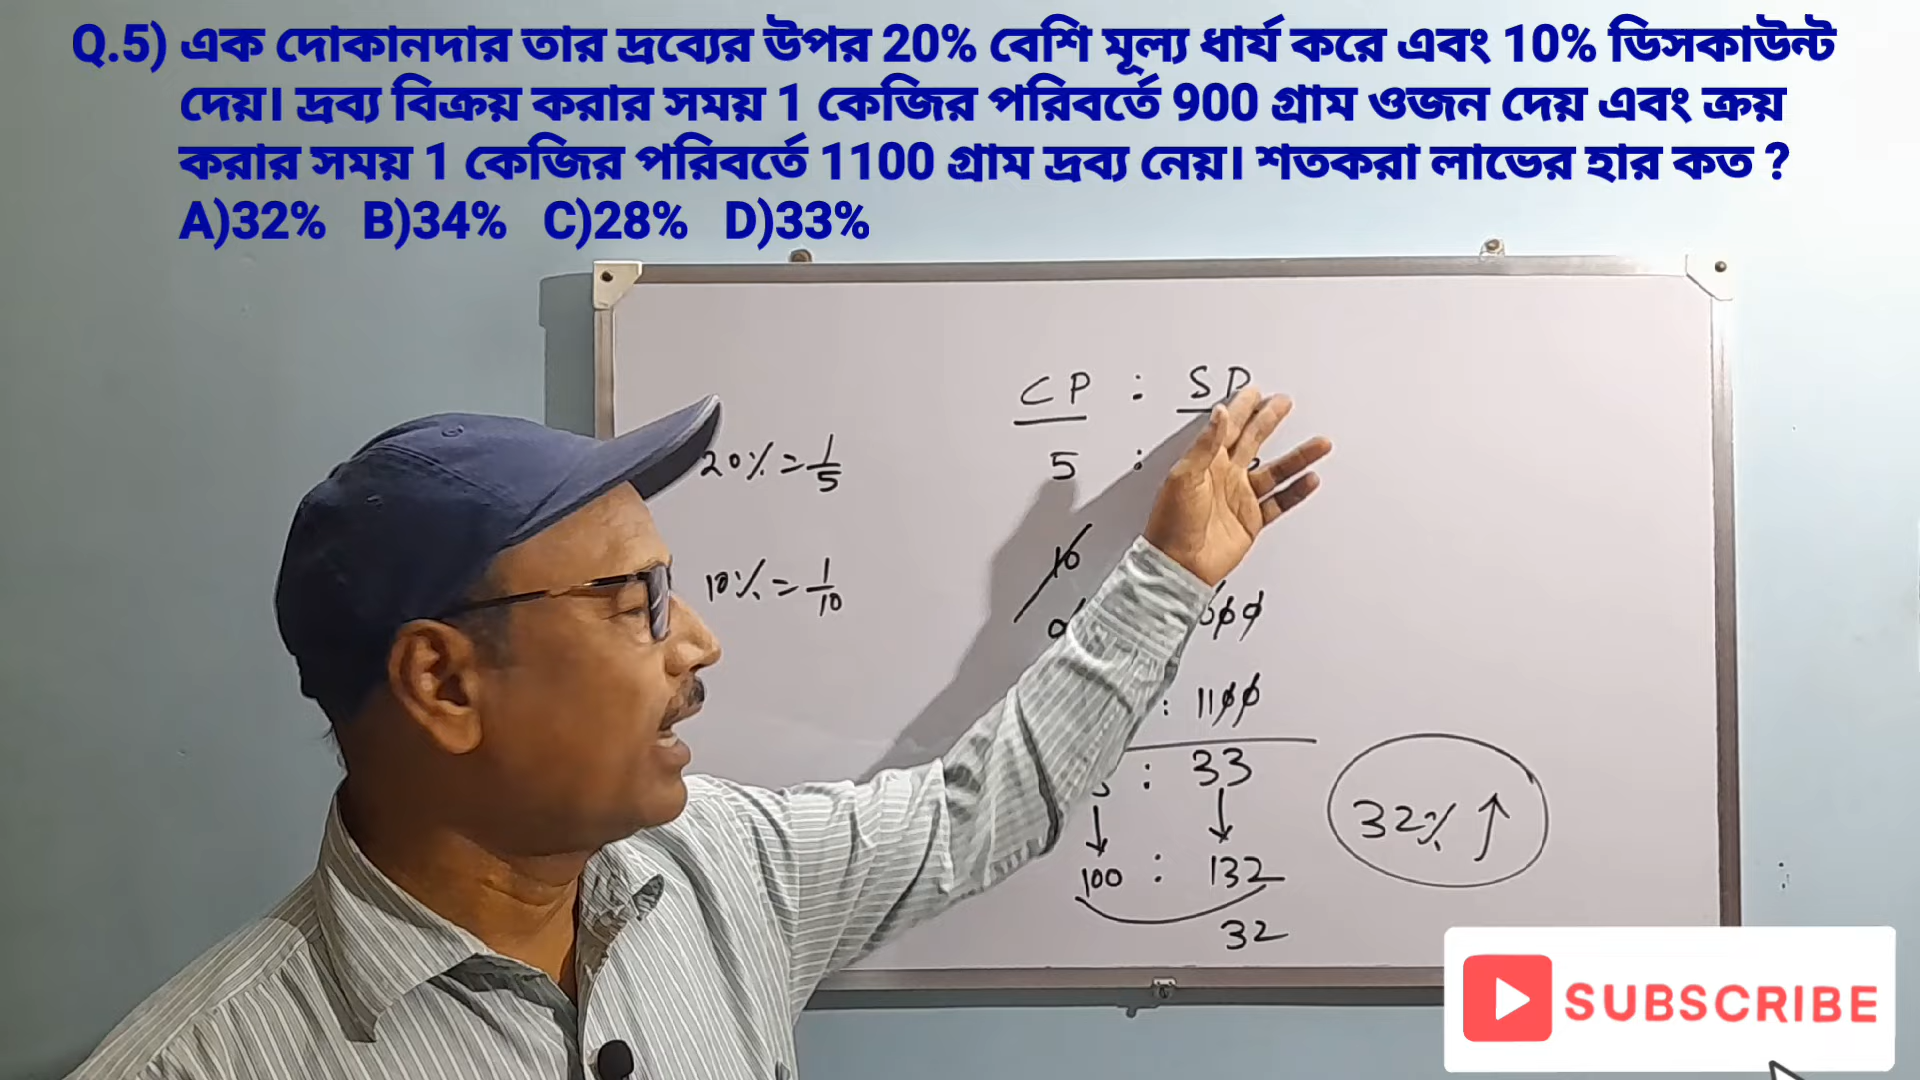 Q.5) এক দোকানদার তার দ্রব্যের উপর 20% বেশি মূল্য ধার্য করে এবং 10% ডিসকাউন্ট
দেয়। দ্রব্য বিক্রয় করার সময় 1 কেজির পরিবর্তে 900 গ্রাম ওজন দেয় এবং ক্রয়
করার সময় 1 কেজির পরিবর্তে 1100 গ্রাম দ্রব্য নেয়। শতকরা লাভের হার কত ?
A)32% B)34% C)28% D)33%
CP : SP
20% = 1/5
5 :
10% = 1/10
10
: 1100
: 33
32% ↑
100 : 132
32
SUBSCRIBE